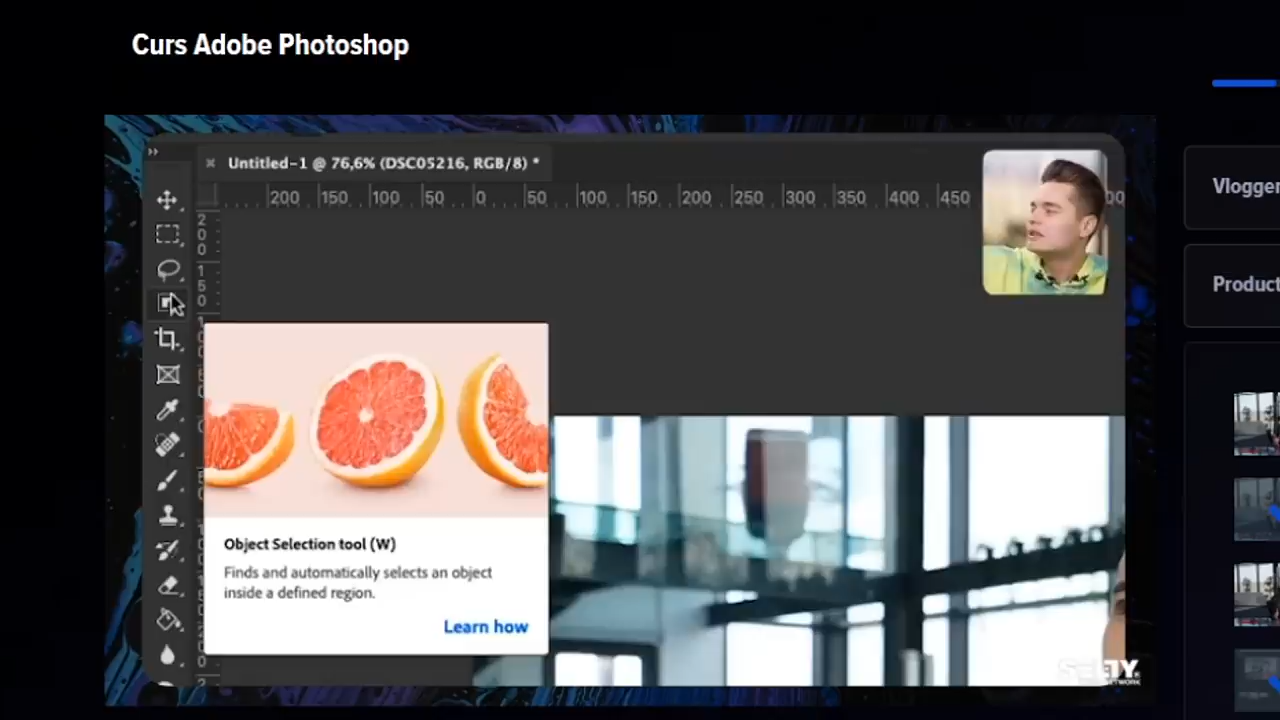 Curs Adobe Photoshop
Untitled-1 @ 76,6% (DSC05216, RGB/8) *
200 150 100 50 0 50 100 150 200 250 300 350 400 450
Vlogger
Product
Object Selection tool (W)
Finds and automatically selects an object
inside a defined region.
Learn how
NETWORK